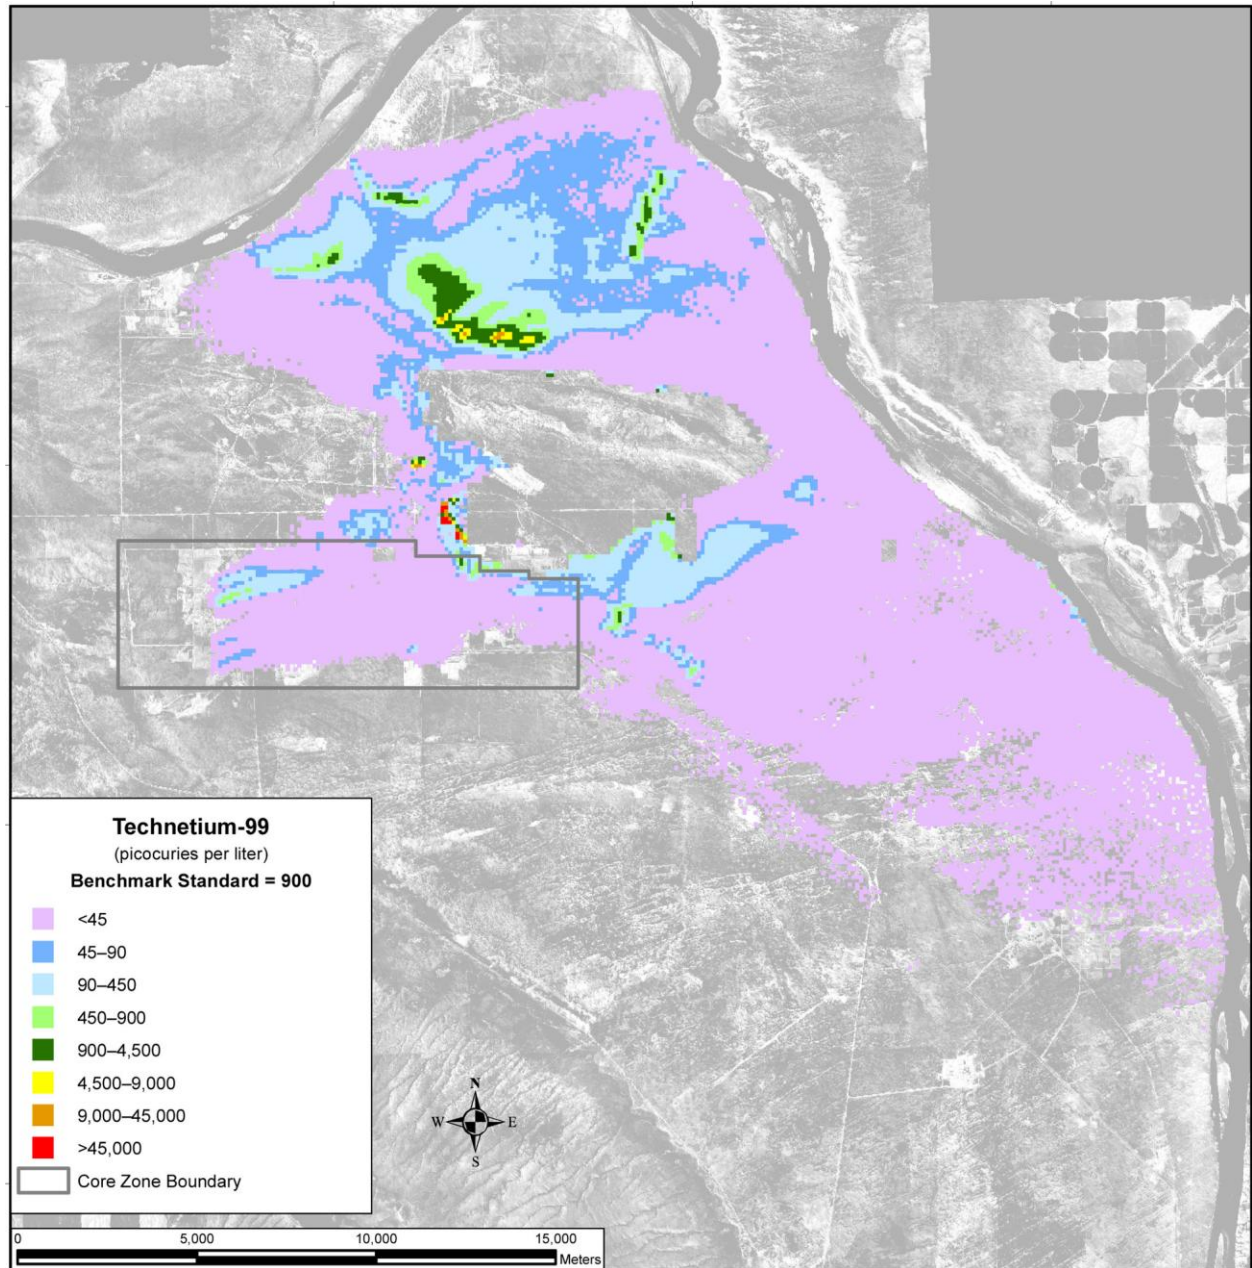 Technetium-99
(picocuries per liter)
Benchmark Standard = 900
<45
45–90
90–450
450–900
900–4,500
4,500–9,000
9,000–45,000
>45,000
Core Zone Boundary
N
W E
S
0 5,000 10,000 15,000
Meters